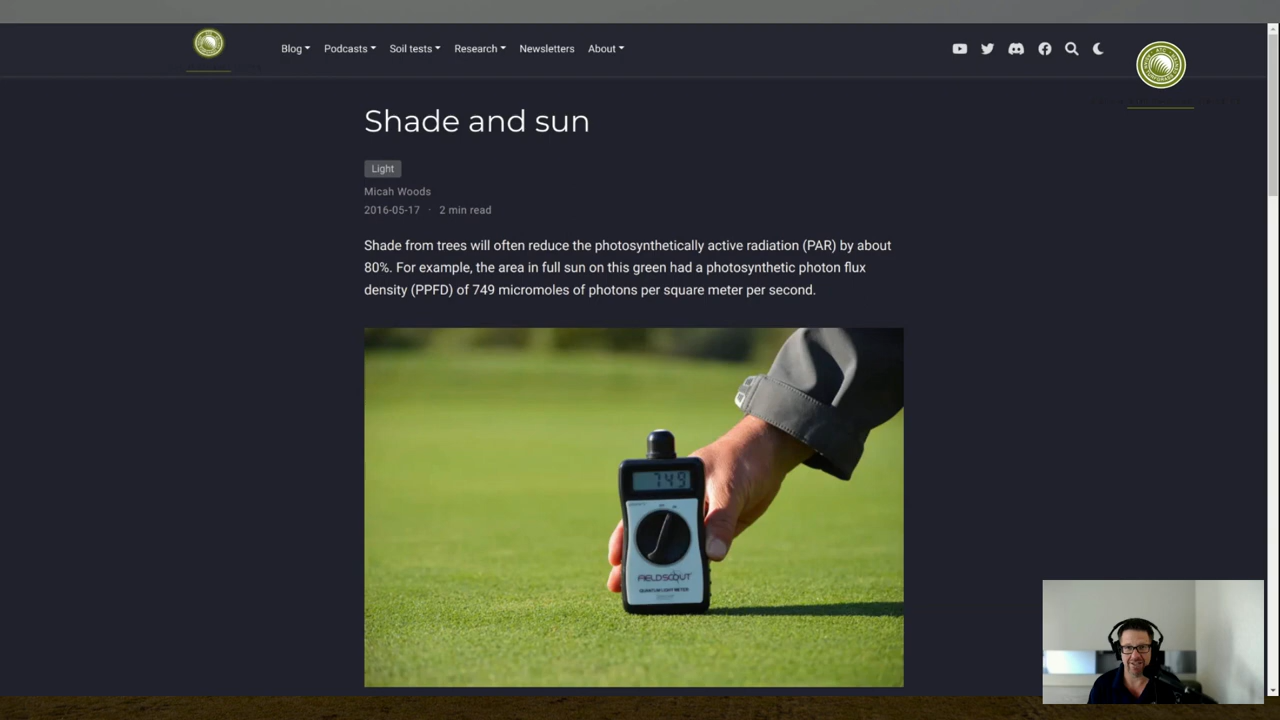 Blog Podcasts Soil tests Research Newsletters About
Shade and sun
Light
Micah Woods
2016-05-17 · 2 min read
Shade from trees will often reduce the photosynthetically active radiation (PAR) by about
80%. For example, the area in full sun on this green had a photosynthetic photon flux
density (PPFD) of 749 micromoles of photons per square meter per second.
749
FIELDSCOUT
QUANTUM LIGHT METER